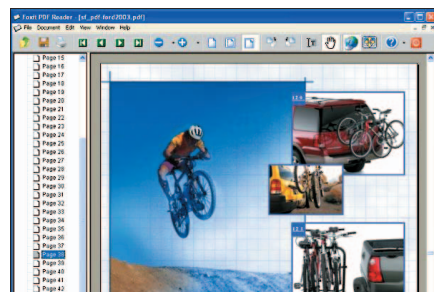 Foxit PDF Reader - [sf_pdf-ford2003.pdf]
File Document Edit View Window Help
Page 15
Page 16
Page 17
Page 18
Page 19
Page 20
Page 21
Page 22
Page 23
Page 24
Page 25
Page 26
Page 27
Page 28
Page 29
Page 30
Page 31
Page 32
Page 33
Page 34
Page 35
Page 36
Page 37
Page 38
Page 39
Page 40
Page 41
Page 42